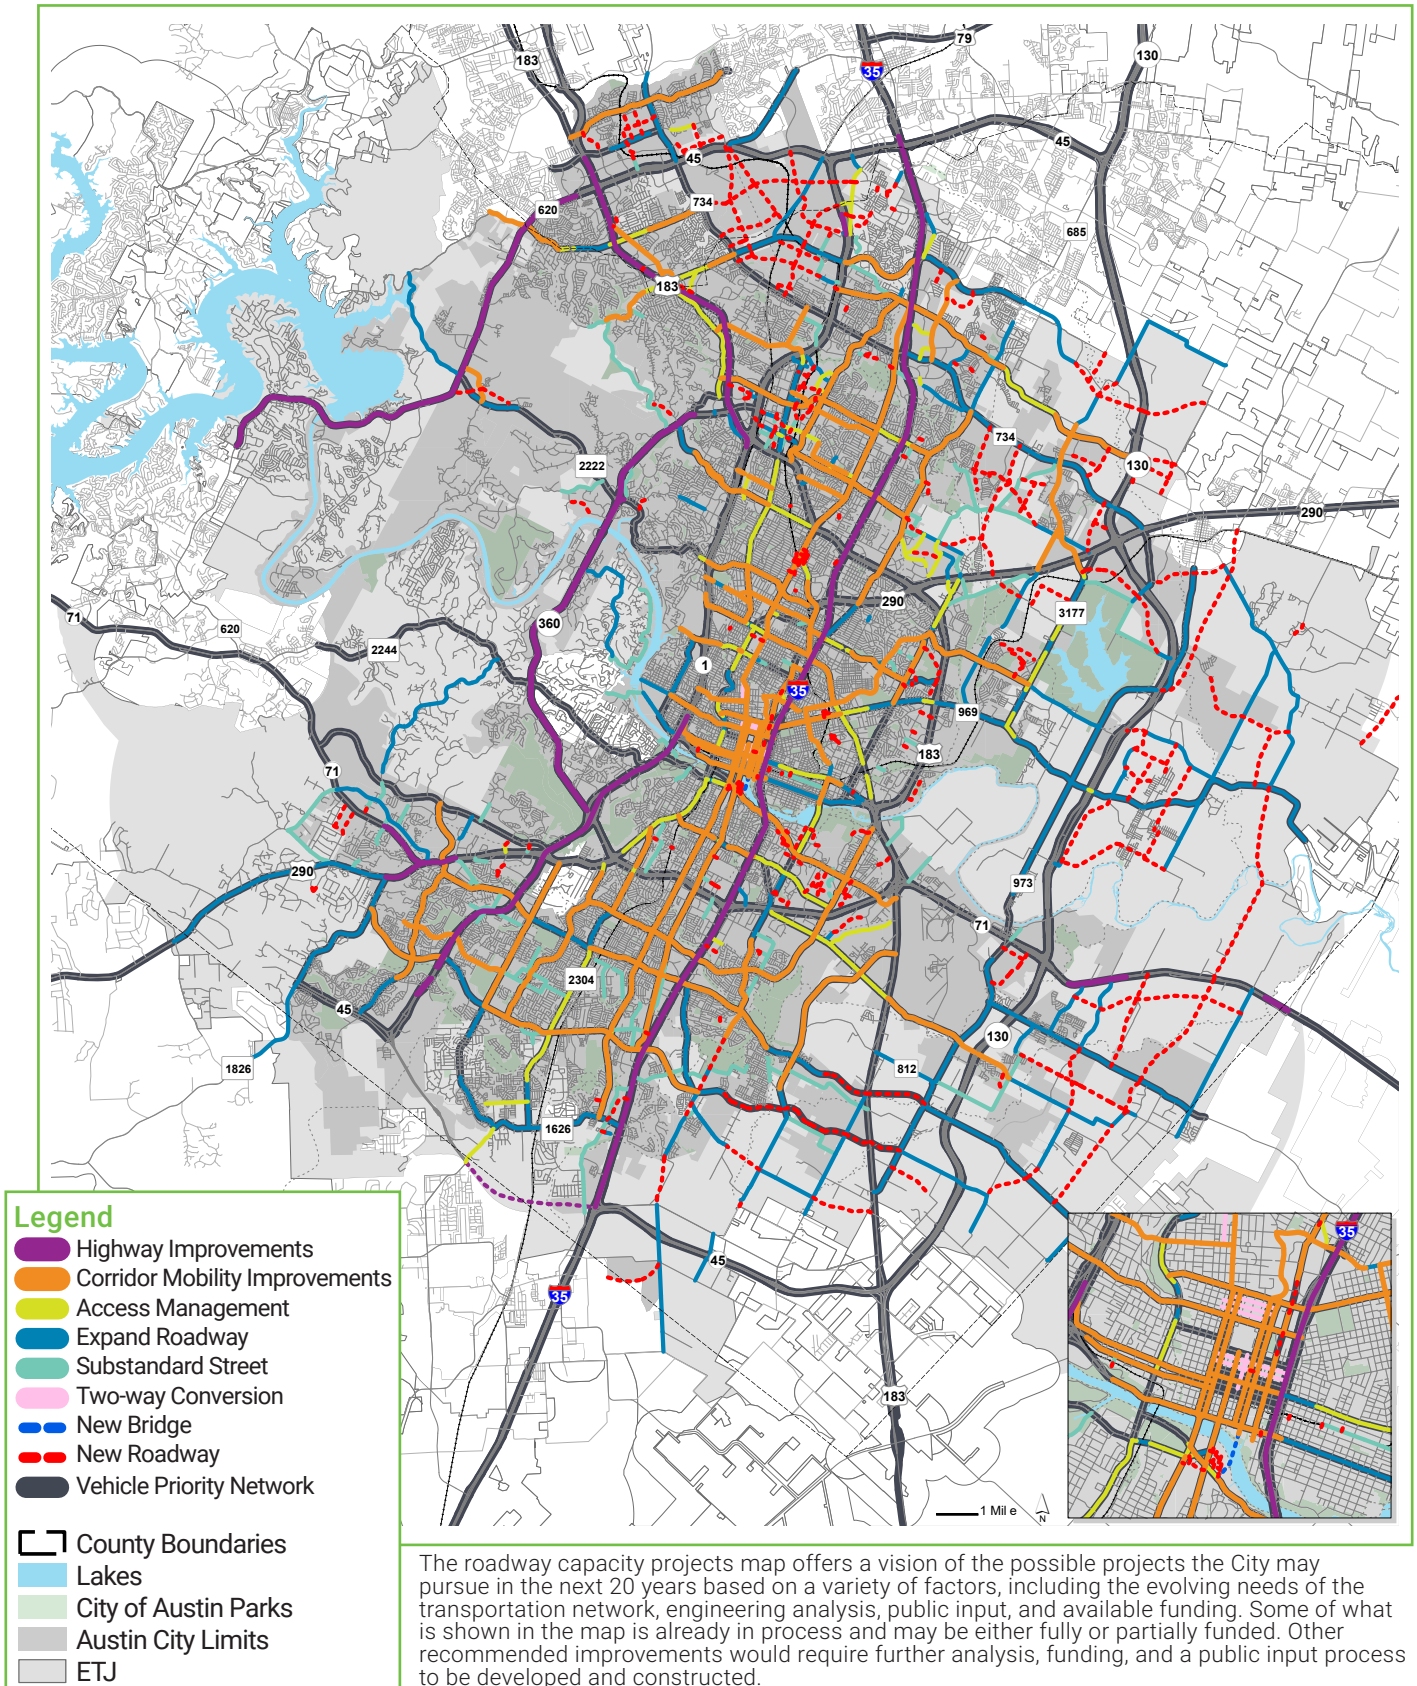 183
79
35
130
45
45
734
620
685
183
734
2222
130
290
71
620
2244
360
1
290
3177
35
969
183
71
290
973
71
2304
45
130
812
1826
1626
45
35
183
35
1 Mile
N
Legend
Highway Improvements
Corridor Mobility Improvements
Access Management
Expand Roadway
Substandard Street
Two-way Conversion
New Bridge
New Roadway
Vehicle Priority Network
County Boundaries
Lakes
City of Austin Parks
Austin City Limits
ETJ
The roadway capacity projects map offers a vision of the possible projects the City may
pursue in the next 20 years based on a variety of factors, including the evolving needs of the
transportation network, engineering analysis, public input, and available funding. Some of what
is shown in the map is already in process and may be either fully or partially funded. Other
recommended improvements would require further analysis, funding, and a public input process
to be developed and constructed.